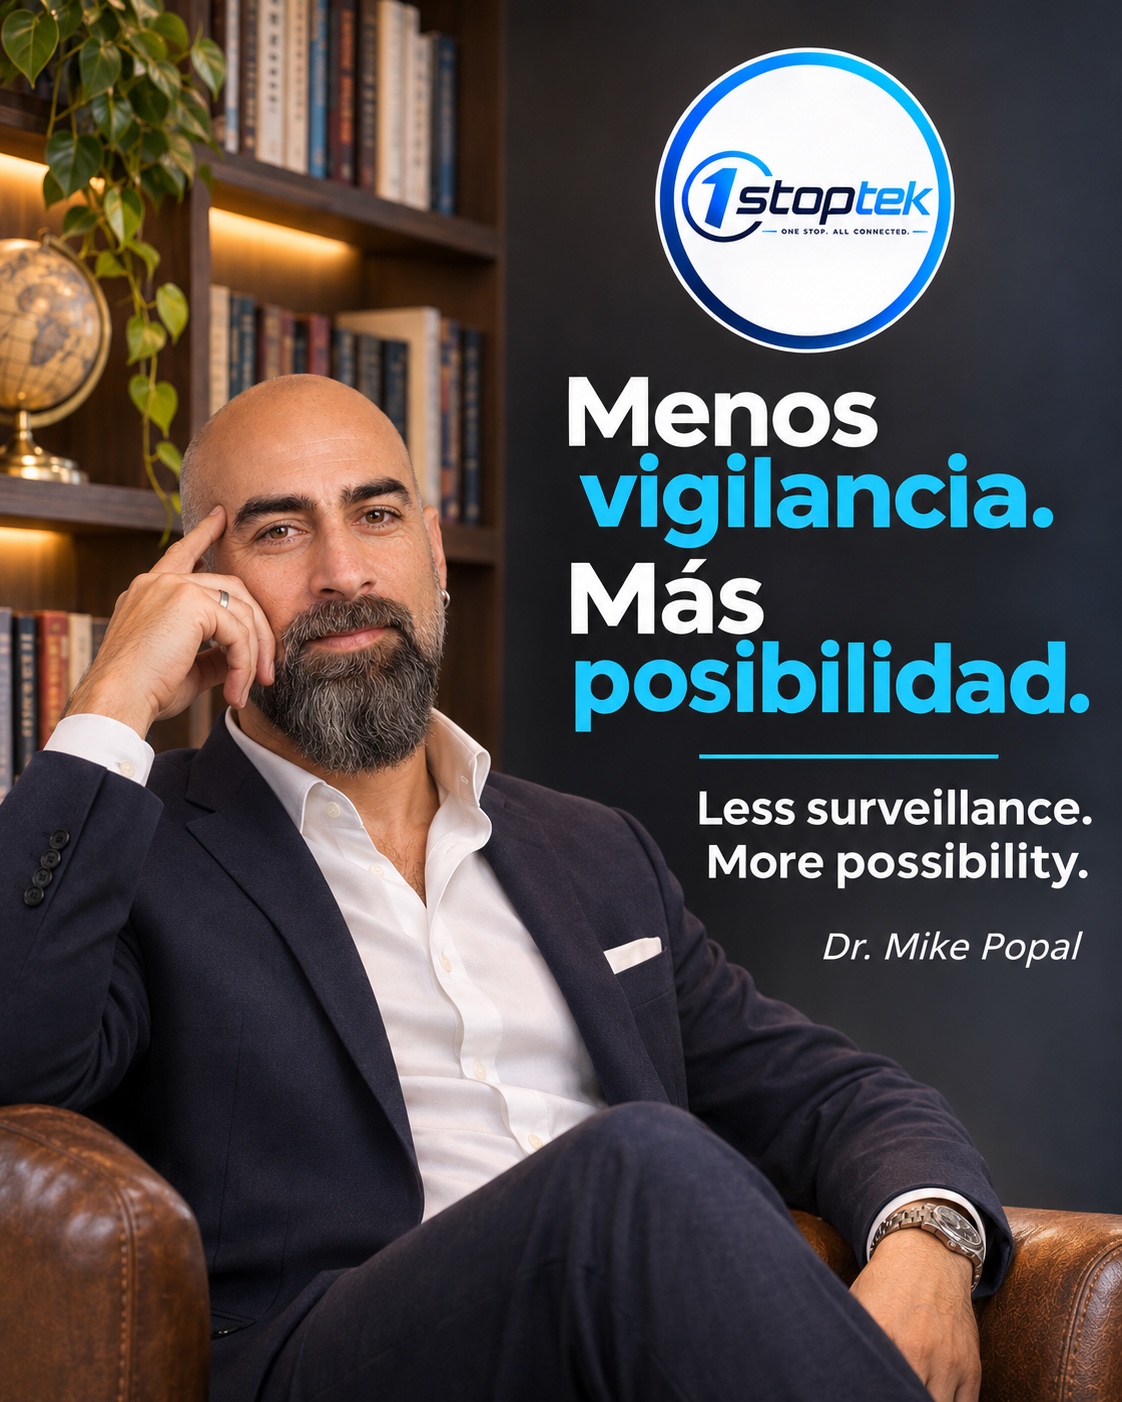 1stoptek
ONE STOP. ALL CONNECTED.
Menos
vigilancia.
Más
posibilidad.
Less surveillance.
More possibility.
Dr. Mike Popal